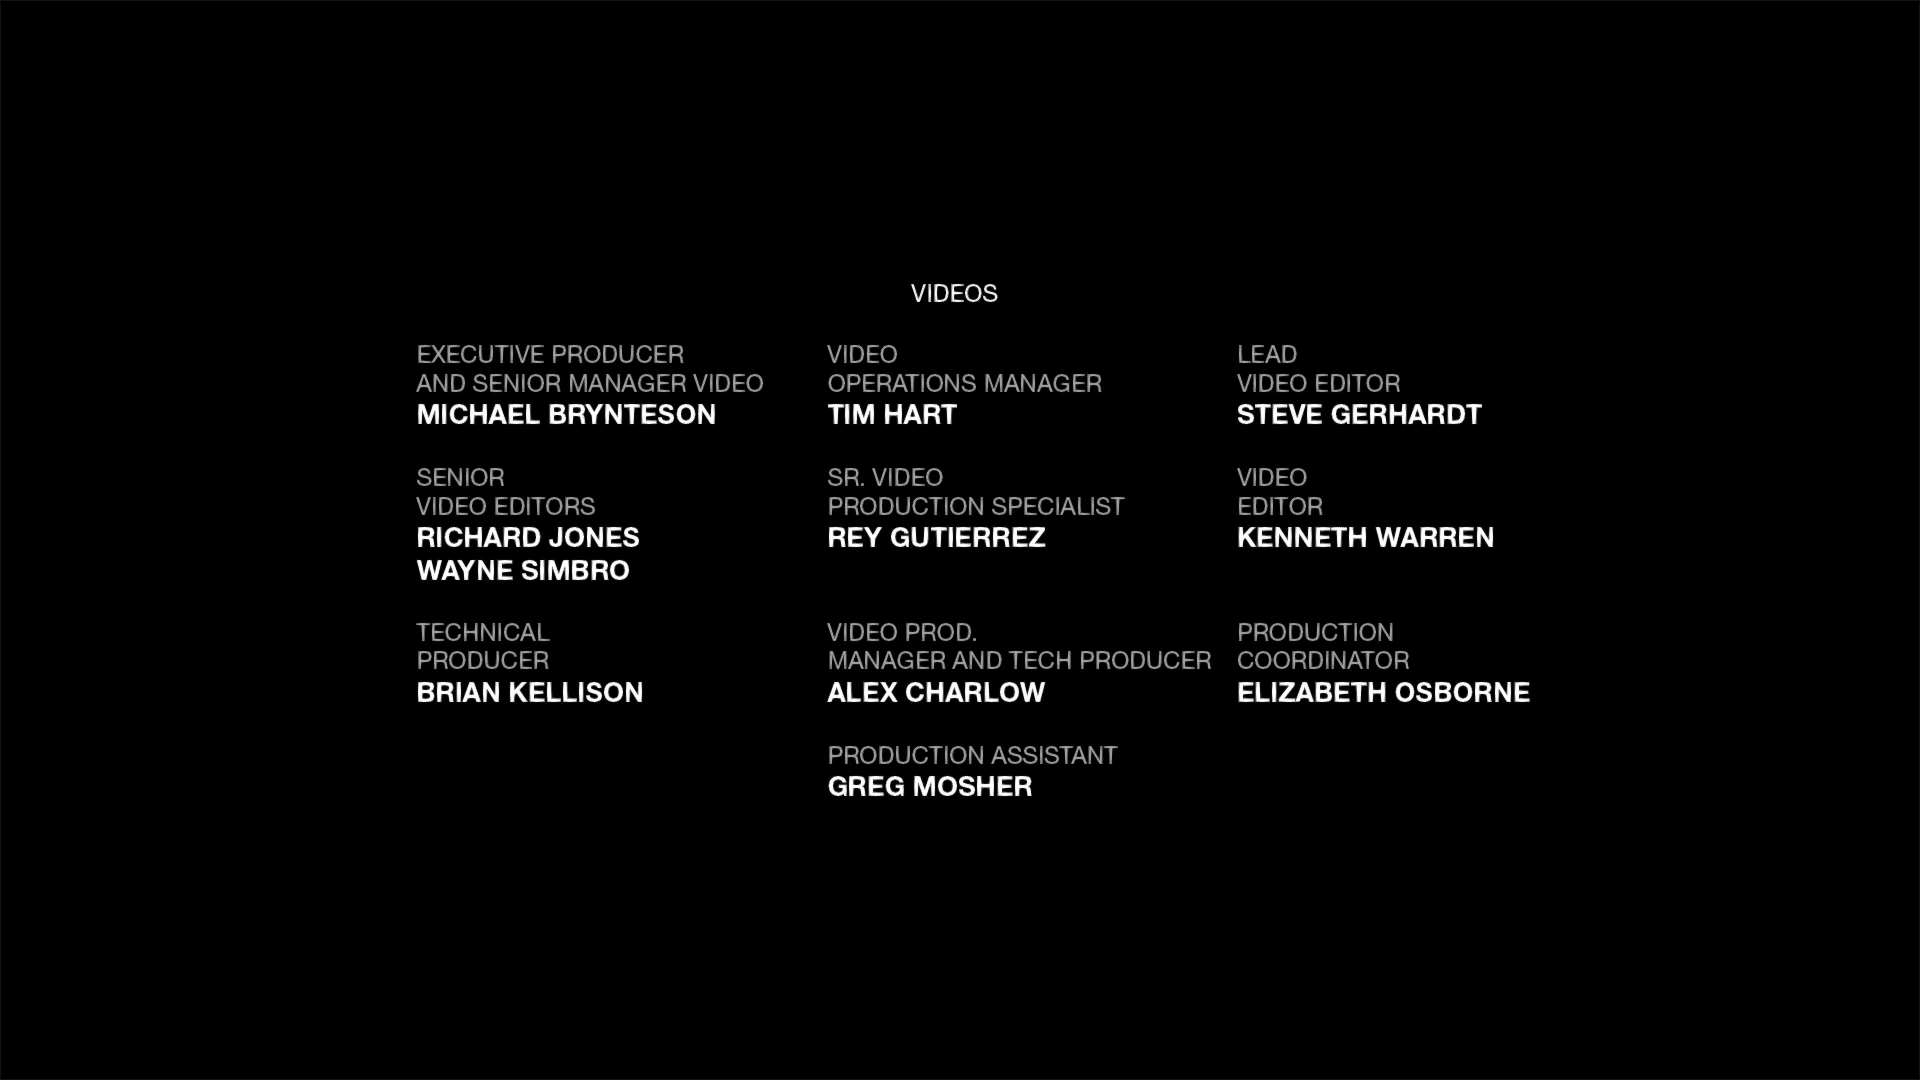 VIDEOS
EXECUTIVE PRODUCER
AND SENIOR MANAGER VIDEO
MICHAEL BRYNTESON
VIDEO
OPERATIONS MANAGER
TIM HART
LEAD
VIDEO EDITOR
STEVE GERHARDT
SENIOR
VIDEO EDITORS
RICHARD JONES
WAYNE SIMBRO
SR. VIDEO
PRODUCTION SPECIALIST
REY GUTIERREZ
VIDEO
EDITOR
KENNETH WARREN
TECHNICAL
PRODUCER
BRIAN KELLISON
VIDEO PROD.
MANAGER AND TECH PRODUCER
ALEX CHARLOW
PRODUCTION
COORDINATOR
ELIZABETH OSBORNE
PRODUCTION ASSISTANT
GREG MOSHER